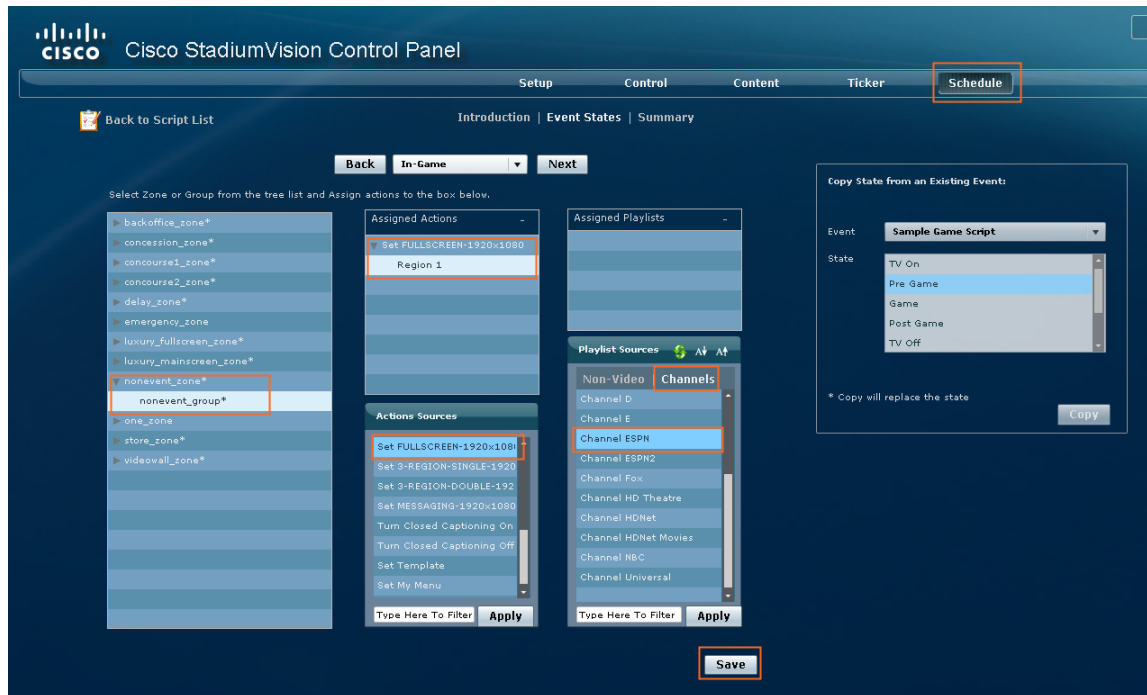 CISCO Cisco StadiumVision Control Panel
Setup Control Content Ticker Schedule
Back to Script List
Introduction | Event States | Summary
Back In-Game Next
Select Zone or Group from the tree list and Assign actions to the box below.
backoffice_zone*
concession_zone*
concourse1_zone*
concourse2_zone*
delay_zone*
emergency_zone
luxury_fullscreen_zone*
luxury_mainscreen_zone*
nonevent_zone*
nonevent_group*
one_zone
store_zone*
videowall_zone*
Assigned Actions -
Set FULLSCREEN-1920x1080
Region 1
Actions Sources
Set FULLSCREEN-1920x108
Set 3-REGION-SINGLE-1920
Set 3-REGION-DOUBLE-192
Set MESSAGING-1920x1080
Turn Closed Captioning On
Turn Closed Captioning Off
Set Template
Set My Menu
Type Here To Filter Apply
Assigned Playlists -
Playlist Sources
Non-Video Channels
Channel D
Channel E
Channel ESPN
Channel ESPN2
Channel Fox
Channel HD Theatre
Channel HDNet
Channel HDNet Movies
Channel NBC
Channel Universal
Type Here To Filter Apply
Save
Copy State from an Existing Event:
Event Sample Game Script
State TV On
Pre Game
Game
Post Game
TV Off
* Copy will replace the state
Copy